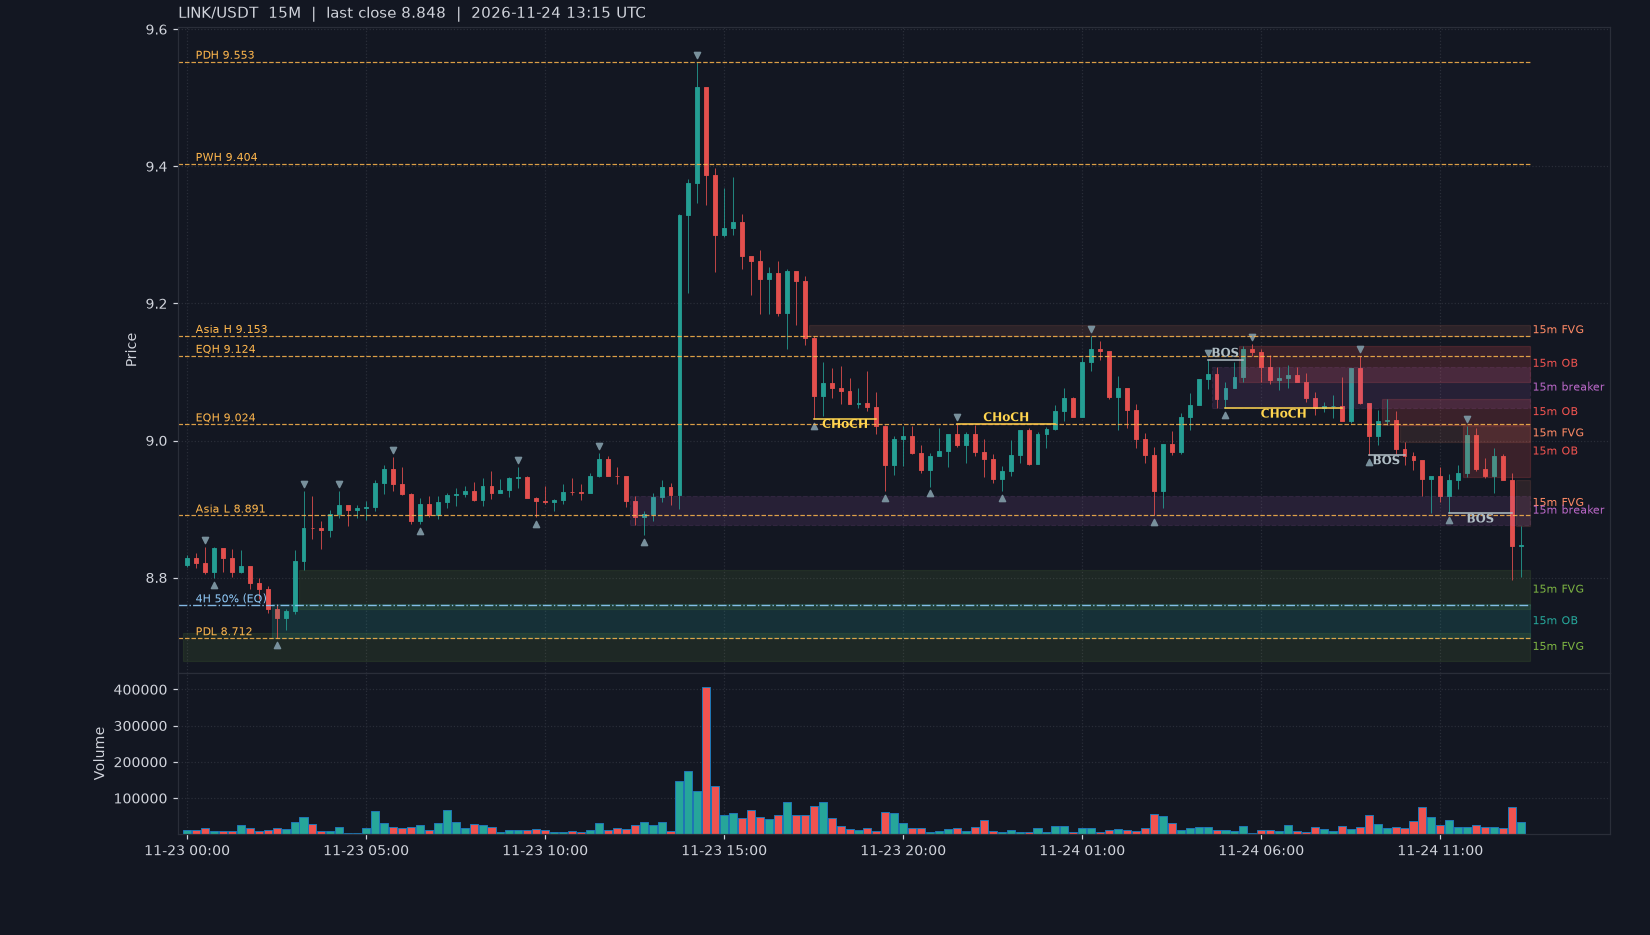 LINK/USDT  15M  |  last close 8.848  |  2026-11-24 13:15 UTC
9.6
PDH 9.553
PWH 9.404
9.4
9.2
Asia H 9.153
15m FVG
Price
EQH 9.124
BOS
15m OB
15m breaker
CHoCH
15m OB
EQH 9.024
CHoCH
CHoCH
15m FVG
9.0
15m OB
BOS
15m FVG
Asia L 8.891
15m breaker
BOS
8.8
15m FVG
4H 50% (EQ)
15m OB
PDL 8.712
15m FVG
400000
300000
Volume
200000
100000
11-23 00:00
11-23 05:00
11-23 10:00
11-23 15:00
11-23 20:00
11-24 01:00
11-24 06:00
11-24 11:00